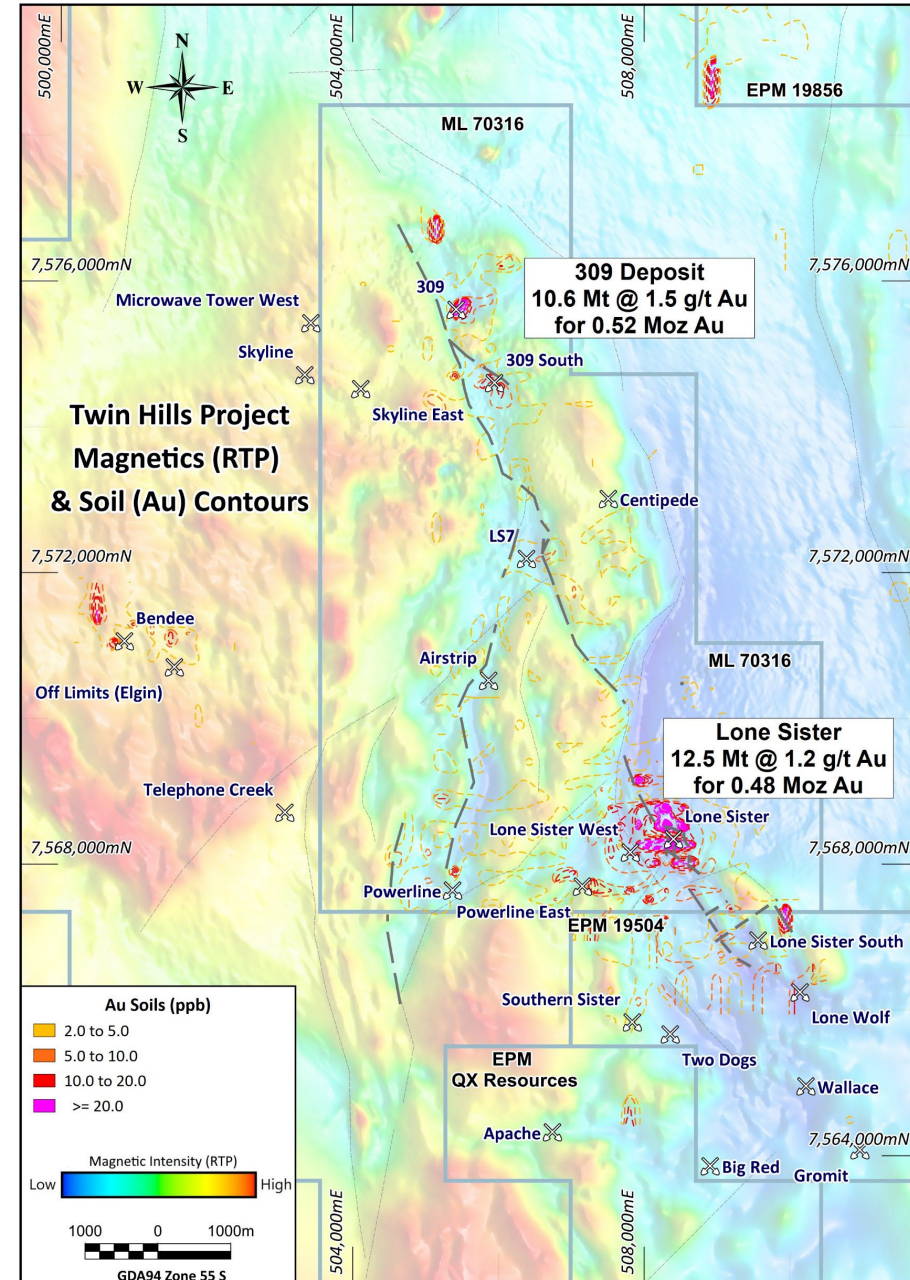 500,000mE
504,000mE
508,000mE
N
W
E
S
EPM 19856
ML 70316
7,576,000mN
7,576,000mN
309 Deposit
10.6 Mt @ 1.5 g/t Au
for 0.52 Moz Au
309
Microwave Tower West
Skyline
309 South
Skyline East
Twin Hills Project
Magnetics (RTP)
& Soil (Au) Contours
Centipede
LS7
7,572,000mN
7,572,000mN
Bendee
Off Limits (Elgin)
Airstrip
ML 70316
Lone Sister
12.5 Mt @ 1.2 g/t Au
for 0.48 Moz Au
Telephone Creek
Lone Sister
Lone Sister West
7,568,000mN
7,568,000mN
Powerline
Powerline East
EPM 19504
Lone Sister South
Southern Sister
Lone Wolf
Two Dogs
EPM
QX Resources
Wallace
Apache
7,564,000mN
Big Red
Gromit
Au Soils (ppb)
2.0 to 5.0
5.0 to 10.0
10.0 to 20.0
>= 20.0
Magnetic Intensity (RTP)
Low
High
1000
0
1000m
GDA94 Zone 55 S
504,000mE
508,000mE